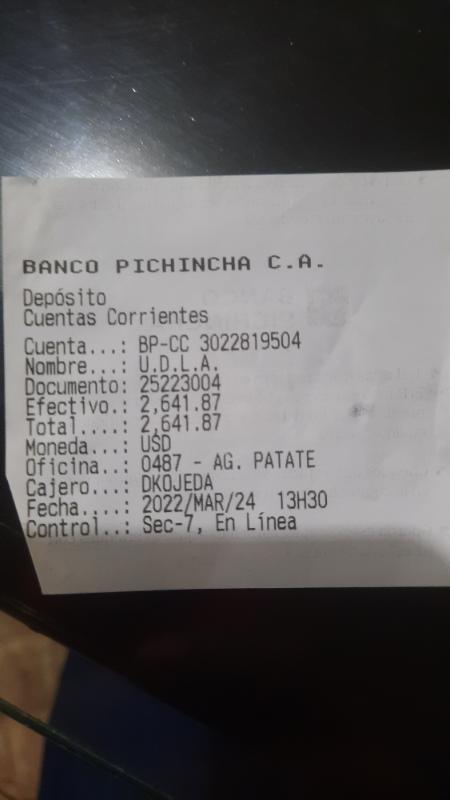 BANCO PICHINCHA C.A.
Depósito
Cuentas Corrientes
Cuenta...: BP-CC 3022819504
Nombre...: U.D.L.A.
Documento: 25223004
Efectivo.: 2,641.87
Total....: 2,641.87
Moneda...: USD
Oficina..: 0487 - AG. PATATE
Cajero...: DKOJEDA
Fecha....: 2022/MAR/24 13H30
Control..: Sec-7, En Línea